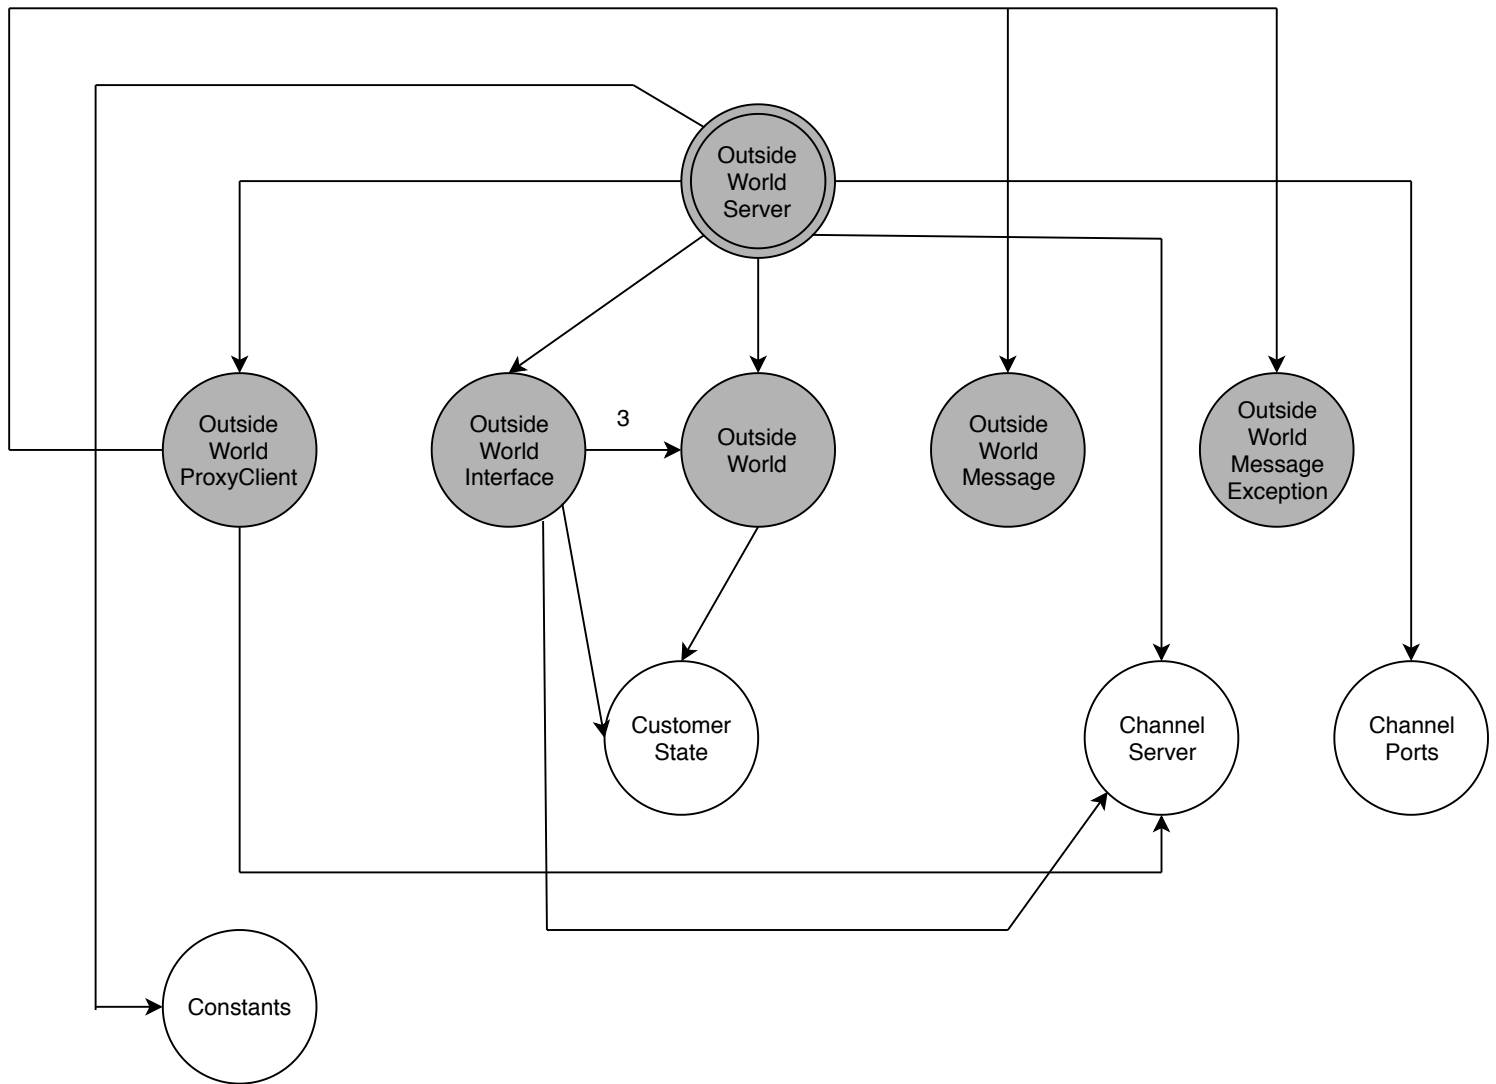 Outside
World
Server
3
Outside
World
ProxyClient
Outside
World
Interface
Outside
World
Outside
World
Message
Outside
World
Message
Exception
Customer
State
Channel
Server
Channel
Ports
Constants